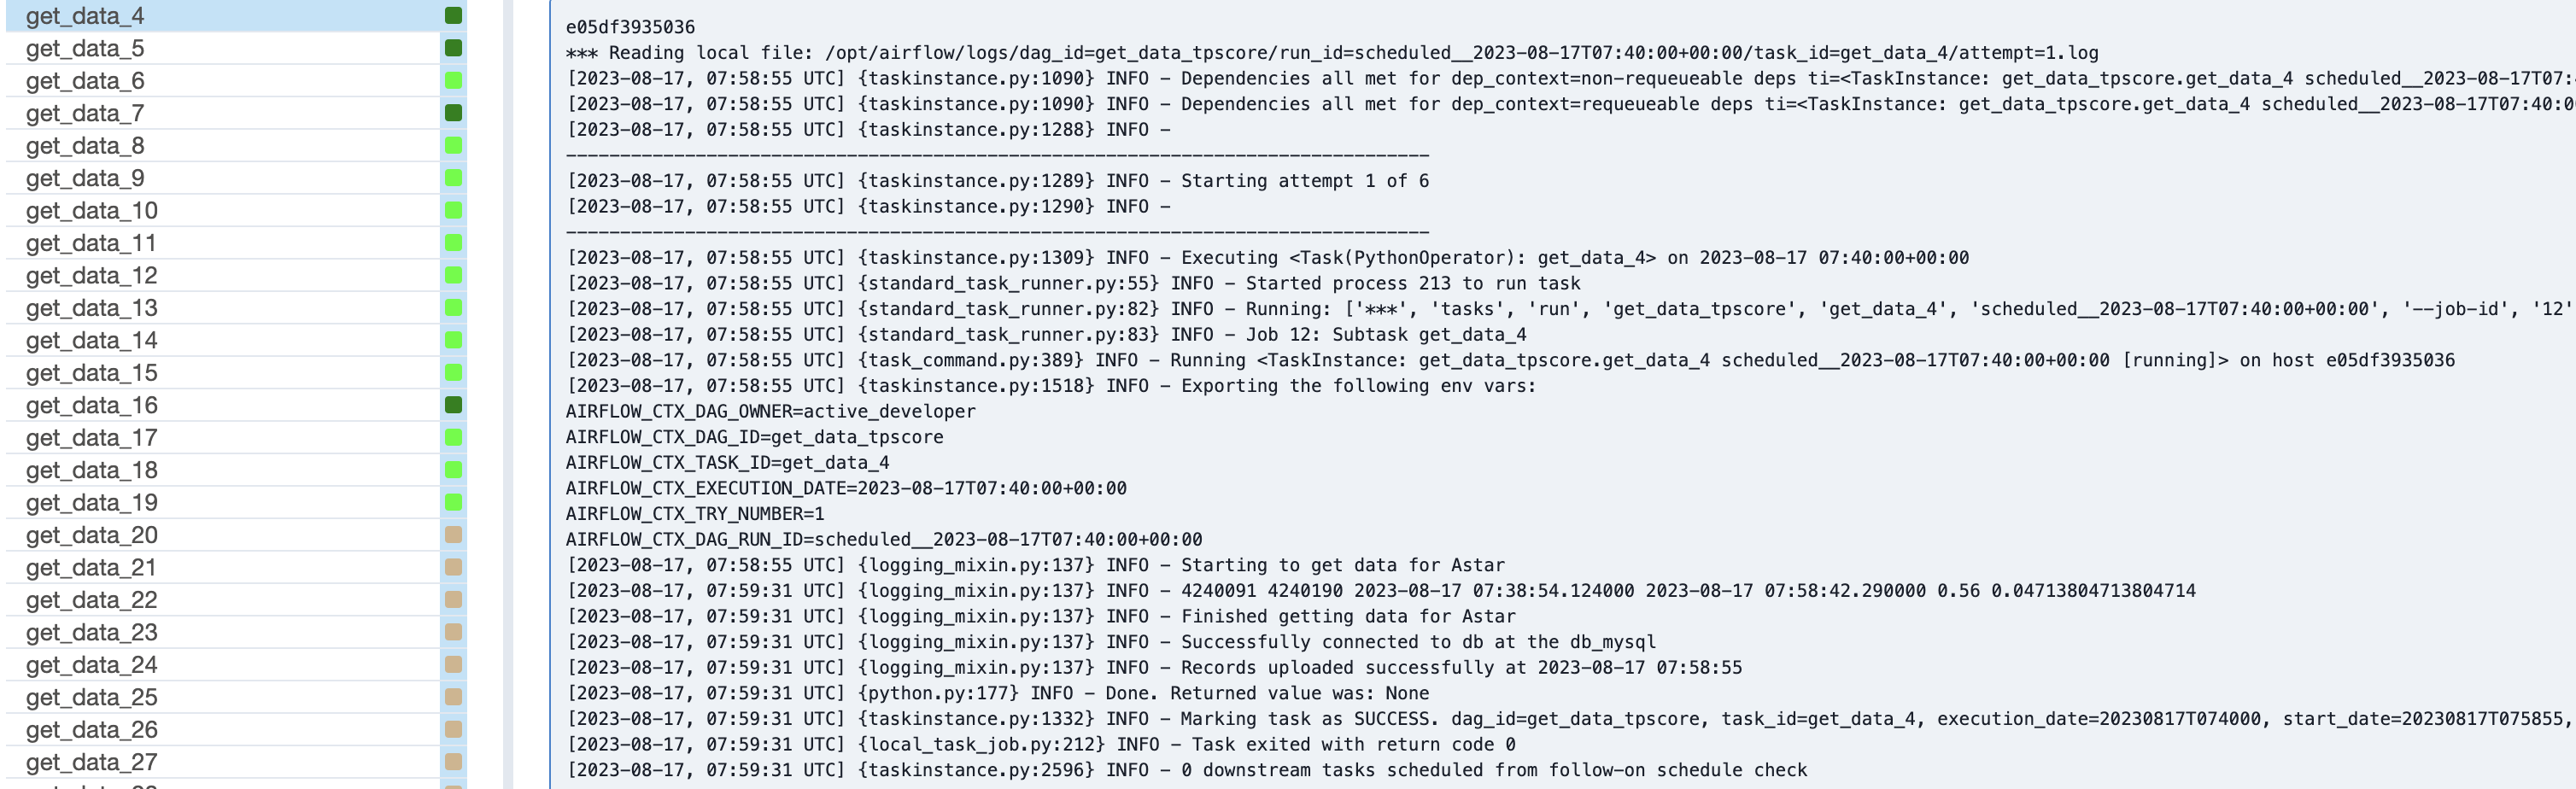 get_data_4
get_data_5
get_data_6
get_data_7
get_data_8
get_data_9
get_data_10
get_data_11
get_data_12
get_data_13
get_data_14
get_data_15
get_data_16
get_data_17
get_data_18
get_data_19
get_data_20
get_data_21
get_data_22
get_data_23
get_data_24
get_data_25
get_data_26
get_data_27
e05df3935036
*** Reading local file: /opt/airflow/logs/dag_id=get_data_tpscore/run_id=scheduled__2023-08-17T07:40:00+00:00/task_id=get_data_4/attempt=1.log
[2023-08-17, 07:58:55 UTC] {taskinstance.py:1090} INFO - Dependencies all met for dep_context=non-requeueable deps ti=<TaskInstance: get_data_tpscore.get_data_4 scheduled__2023-08-17T07:
[2023-08-17, 07:58:55 UTC] {taskinstance.py:1090} INFO - Dependencies all met for dep_context=requeueable deps ti=<TaskInstance: get_data_tpscore.get_data_4 scheduled__2023-08-17T07:40:0
[2023-08-17, 07:58:55 UTC] {taskinstance.py:1288} INFO -
--------------------------------------------------------------------------------
[2023-08-17, 07:58:55 UTC] {taskinstance.py:1289} INFO - Starting attempt 1 of 6
[2023-08-17, 07:58:55 UTC] {taskinstance.py:1290} INFO -
--------------------------------------------------------------------------------
[2023-08-17, 07:58:55 UTC] {taskinstance.py:1309} INFO - Executing <Task(PythonOperator): get_data_4> on 2023-08-17 07:40:00+00:00
[2023-08-17, 07:58:55 UTC] {standard_task_runner.py:55} INFO - Started process 213 to run task
[2023-08-17, 07:58:55 UTC] {standard_task_runner.py:82} INFO - Running: ['***', 'tasks', 'run', 'get_data_tpscore', 'get_data_4', 'scheduled__2023-08-17T07:40:00+00:00', '--job-id', '12'
[2023-08-17, 07:58:55 UTC] {standard_task_runner.py:83} INFO - Job 12: Subtask get_data_4
[2023-08-17, 07:58:55 UTC] {task_command.py:389} INFO - Running <TaskInstance: get_data_tpscore.get_data_4 scheduled__2023-08-17T07:40:00+00:00 [running]> on host e05df3935036
[2023-08-17, 07:58:55 UTC] {taskinstance.py:1518} INFO - Exporting the following env vars:
AIRFLOW_CTX_DAG_OWNER=active_developer
AIRFLOW_CTX_DAG_ID=get_data_tpscore
AIRFLOW_CTX_TASK_ID=get_data_4
AIRFLOW_CTX_EXECUTION_DATE=2023-08-17T07:40:00+00:00
AIRFLOW_CTX_TRY_NUMBER=1
AIRFLOW_CTX_DAG_RUN_ID=scheduled__2023-08-17T07:40:00+00:00
[2023-08-17, 07:58:55 UTC] {logging_mixin.py:137} INFO - Starting to get data for Astar
[2023-08-17, 07:59:31 UTC] {logging_mixin.py:137} INFO - 4240091 4240190 2023-08-17 07:38:54.124000 2023-08-17 07:58:42.290000 0.56 0.04713804713804714
[2023-08-17, 07:59:31 UTC] {logging_mixin.py:137} INFO - Finished getting data for Astar
[2023-08-17, 07:59:31 UTC] {logging_mixin.py:137} INFO - Successfully connected to db at the db_mysql
[2023-08-17, 07:59:31 UTC] {logging_mixin.py:137} INFO - Records uploaded successfully at 2023-08-17 07:58:55
[2023-08-17, 07:59:31 UTC] {python.py:177} INFO - Done. Returned value was: None
[2023-08-17, 07:59:31 UTC] {taskinstance.py:1332} INFO - Marking task as SUCCESS. dag_id=get_data_tpscore, task_id=get_data_4, execution_date=20230817T074000, start_date=20230817T075855,
[2023-08-17, 07:59:31 UTC] {local_task_job.py:212} INFO - Task exited with return code 0
[2023-08-17, 07:59:31 UTC] {taskinstance.py:2596} INFO - 0 downstream tasks scheduled from follow-on schedule check